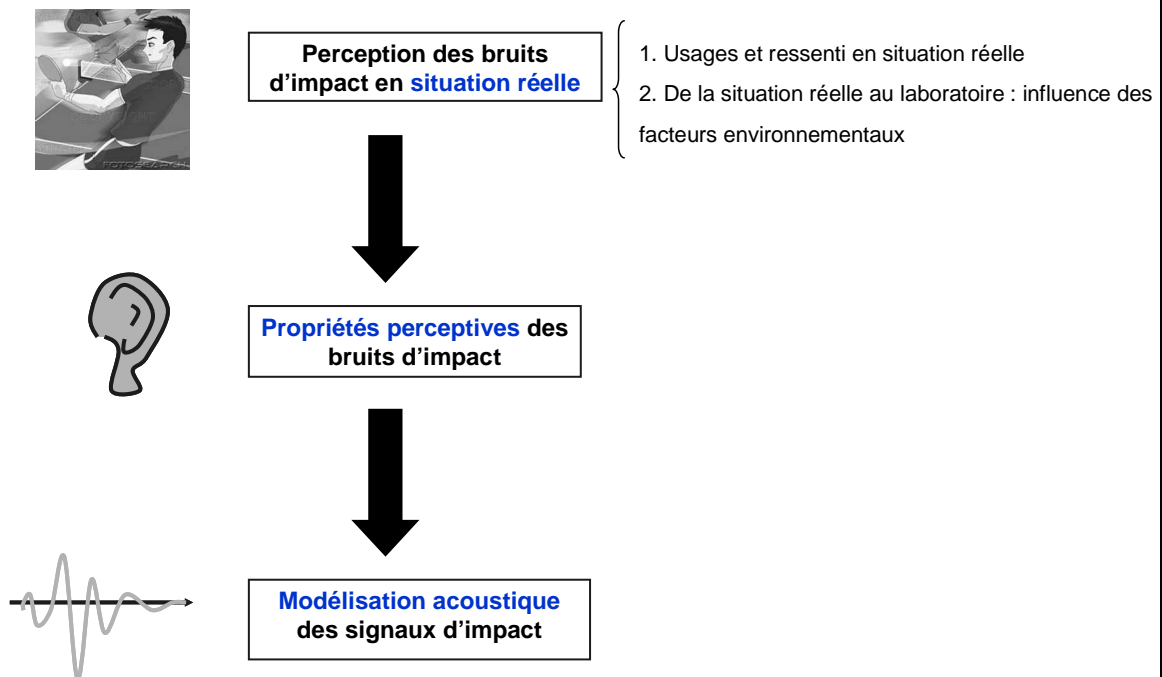 Perception des bruits
d'impact en situation réelle
1. Usages et ressenti en situation réelle
2. De la situation réelle au laboratoire : influence des
facteurs environnementaux
FOTOSEARCH
Propriétés perceptives des
bruits d'impact
Modélisation acoustique
des signaux d'impact